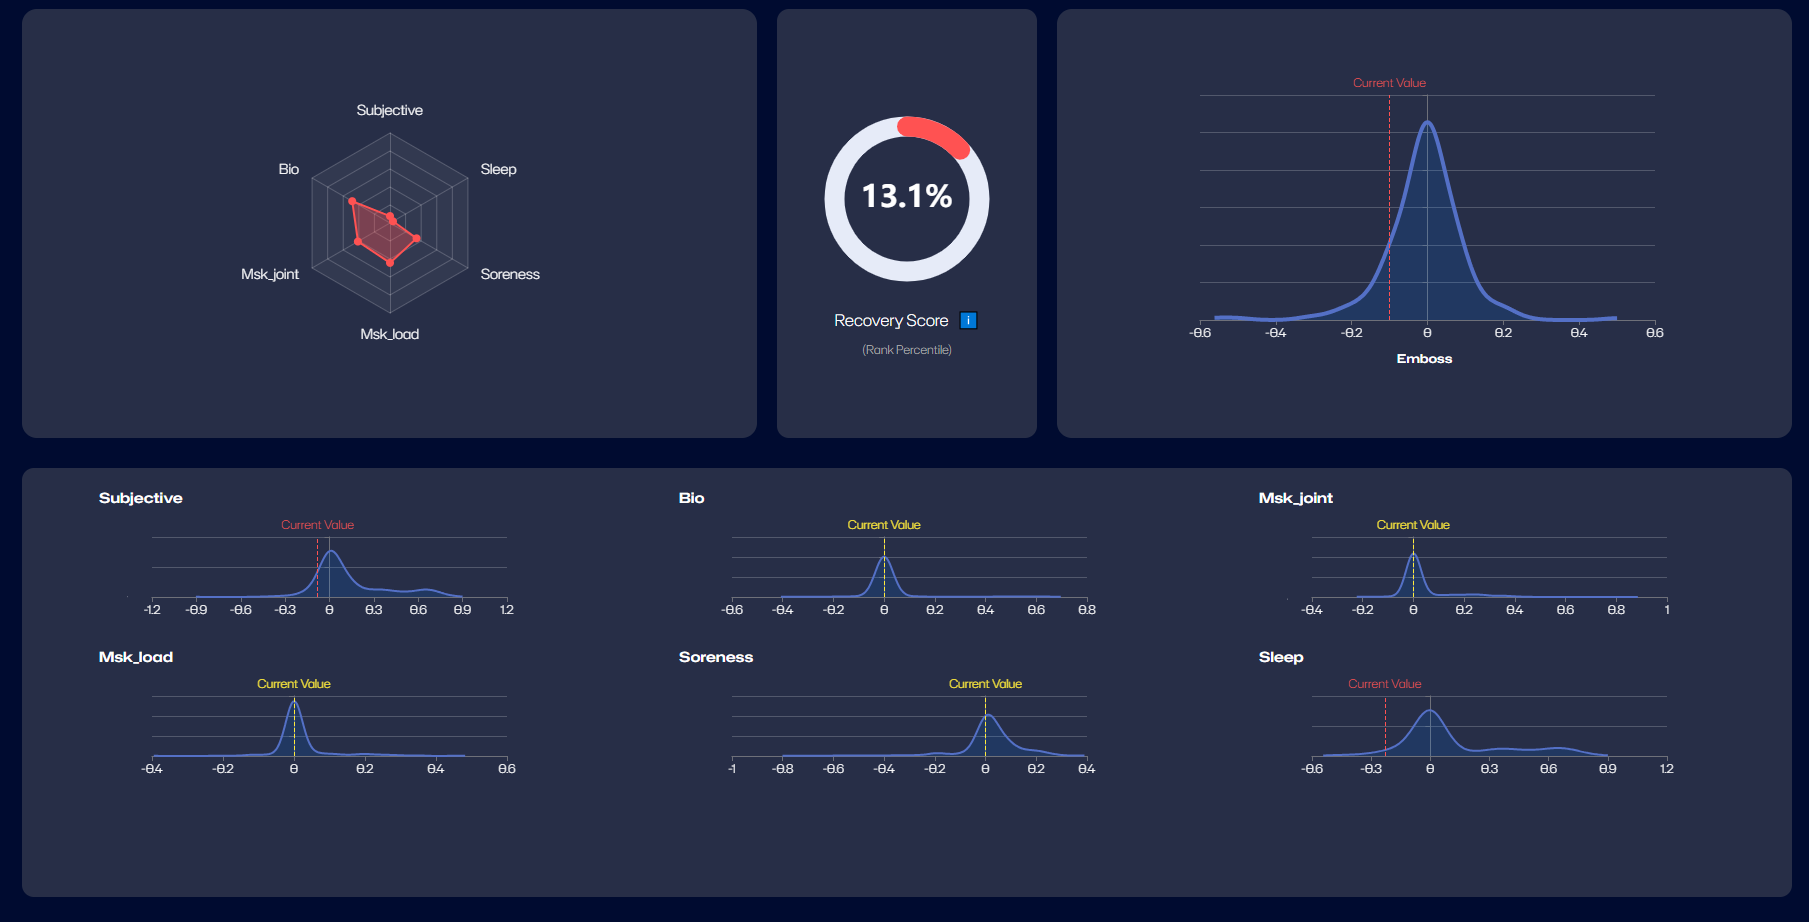 Subjective
Bio
Sleep
Msk_joint
Soreness
Msk_load
13.1%
Recovery Score i
(Rank Percentile)
Current Value
-0.6 -0.4 -0.2 0 0.2 0.4 0.6
Emboss
Subjective
Current Value
-1.2 -0.9 -0.6 -0.3 0 0.3 0.6 0.9 1.2
Bio
Current Value
-0.6 -0.4 -0.2 0 0.2 0.4 0.6 0.8
Msk_joint
Current Value
-0.4 -0.2 0 0.2 0.4 0.6 0.8 1
Msk_load
Current Value
-0.4 -0.2 0 0.2 0.4 0.6
Soreness
Current Value
-1 -0.8 -0.6 -0.4 -0.2 0 0.2 0.4
Sleep
Current Value
-0.6 -0.3 0 0.3 0.6 0.9 1.2